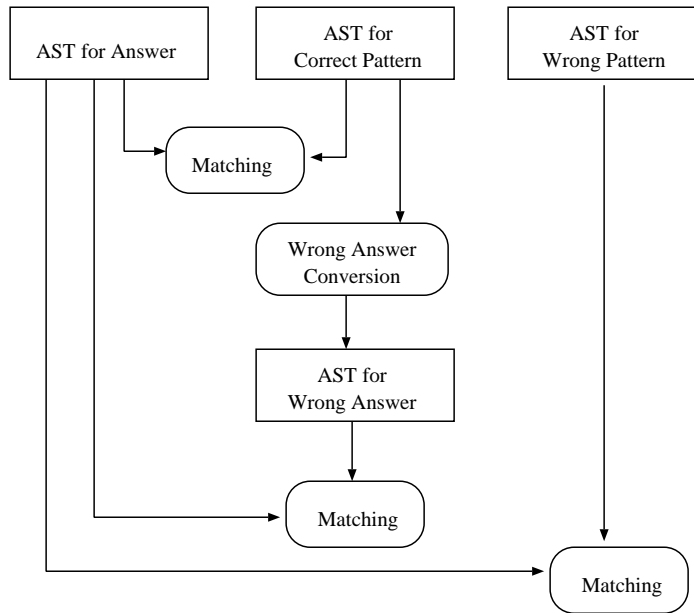 AST for Answer
AST for
Correct Pattern
AST for
Wrong Pattern
Matching
Wrong Answer
Conversion
AST for
Wrong Answer
Matching
Matching